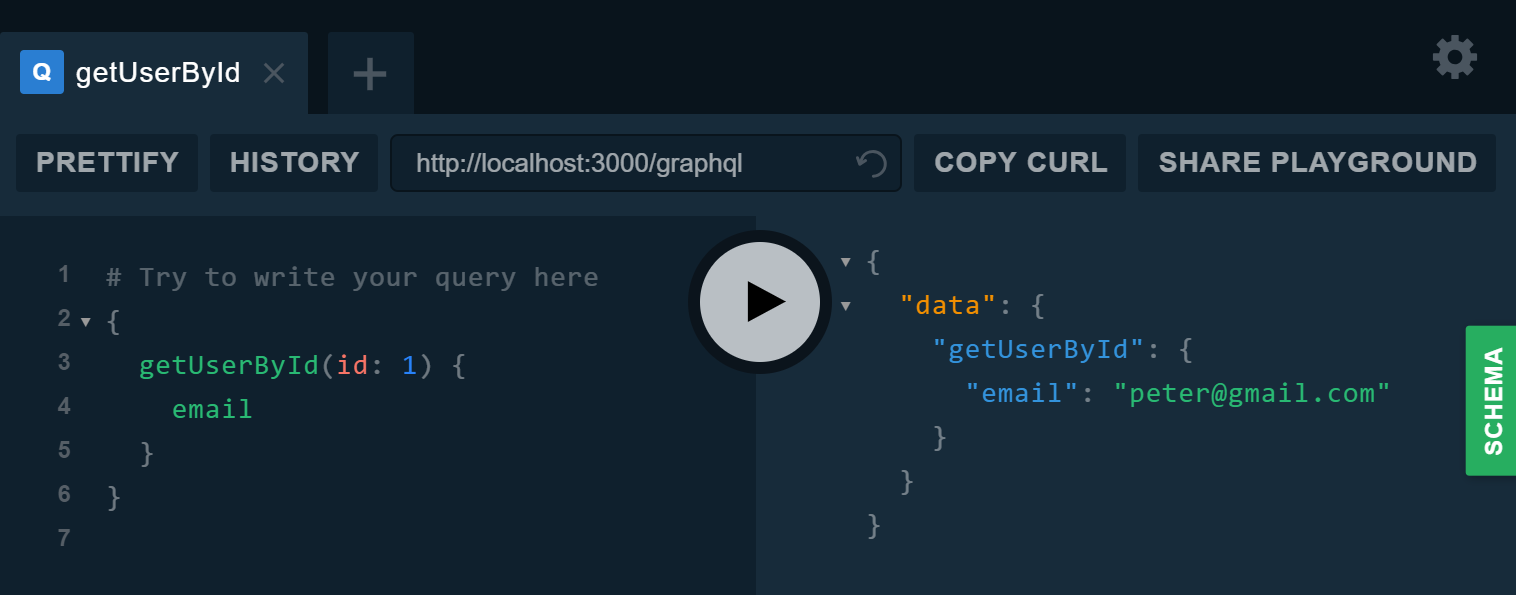 Q getUserById
PRETTIFY HISTORY http://localhost:3000/graphql COPY CURL SHARE PLAYGROUND
1 # Try to write your query here
2 {
3 getUserById(id: 1) {
4 email
5 }
6 }
7
{
"data": {
"getUserById": {
"email": "peter@gmail.com"
}
}
}
SCHEMA